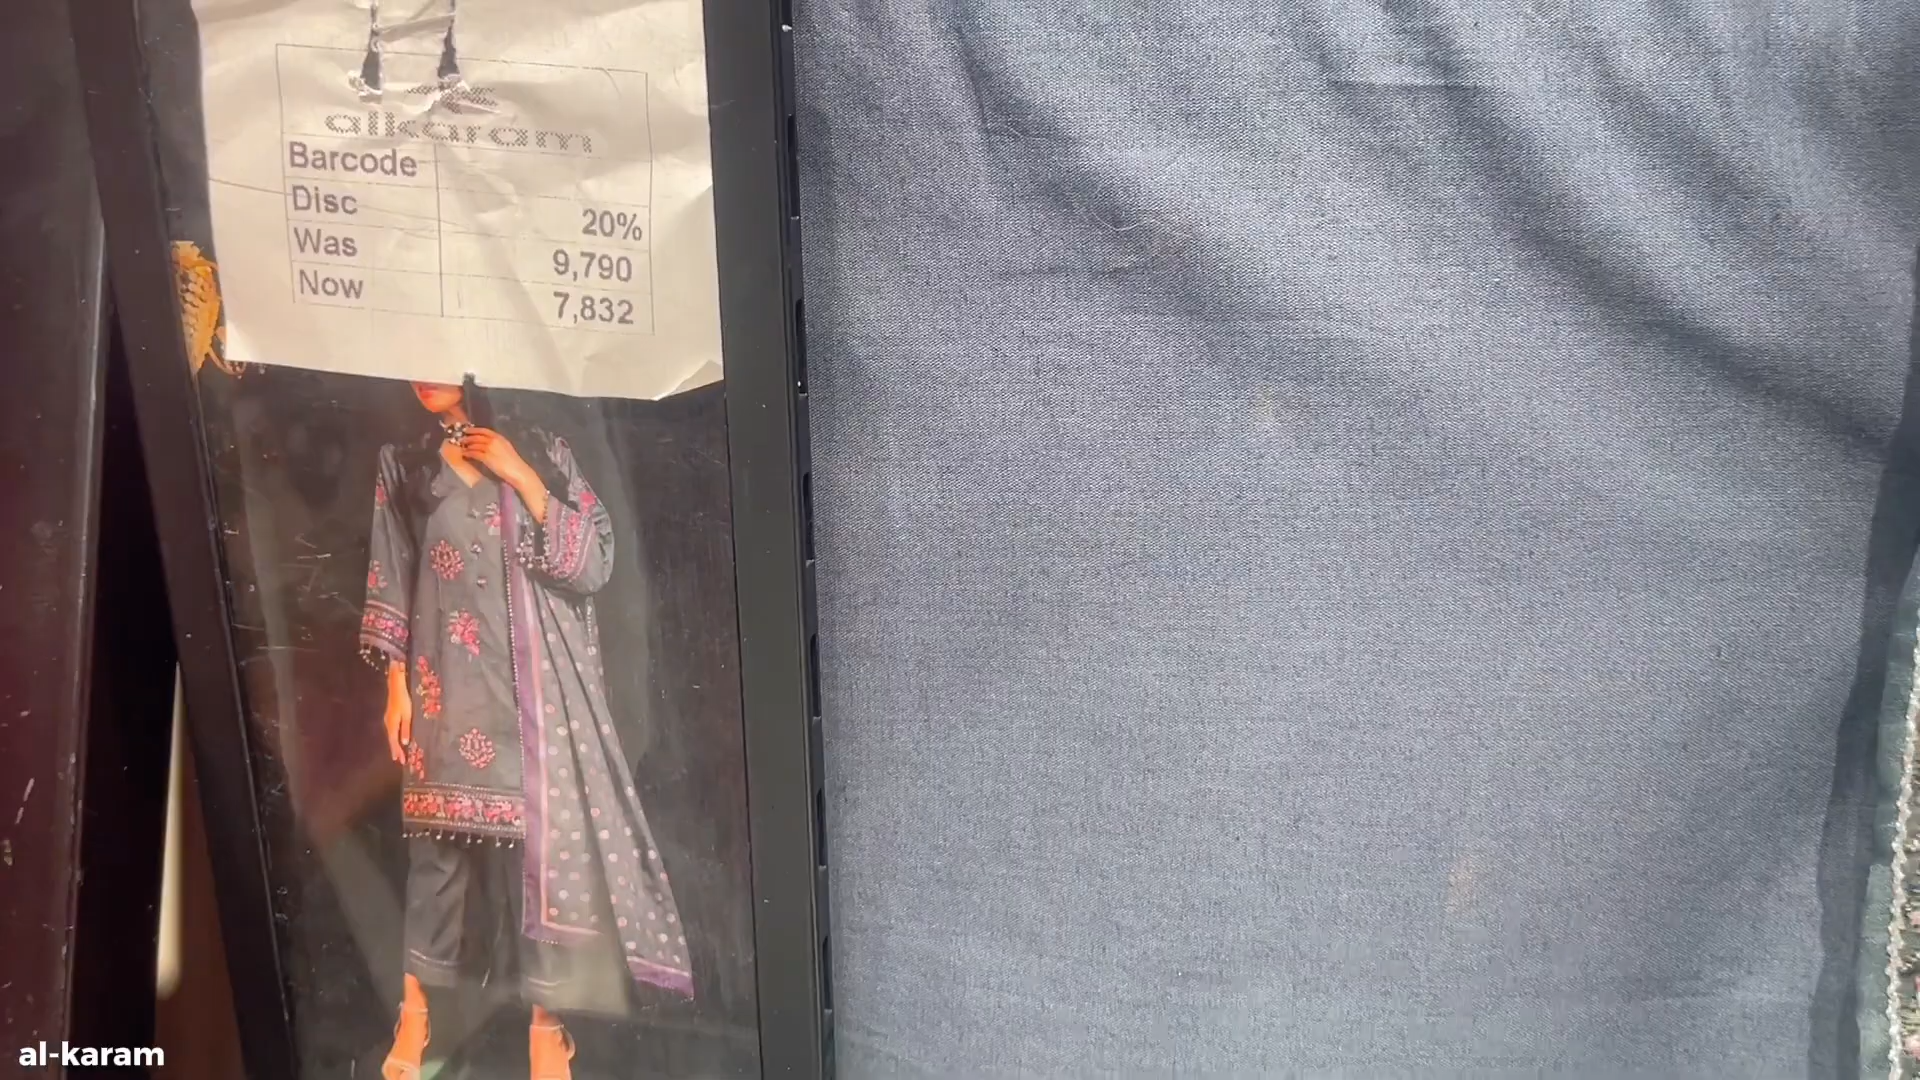 alkaram
Barcode
Disc 20%
Was 9,790
Now 7,832
al-karam